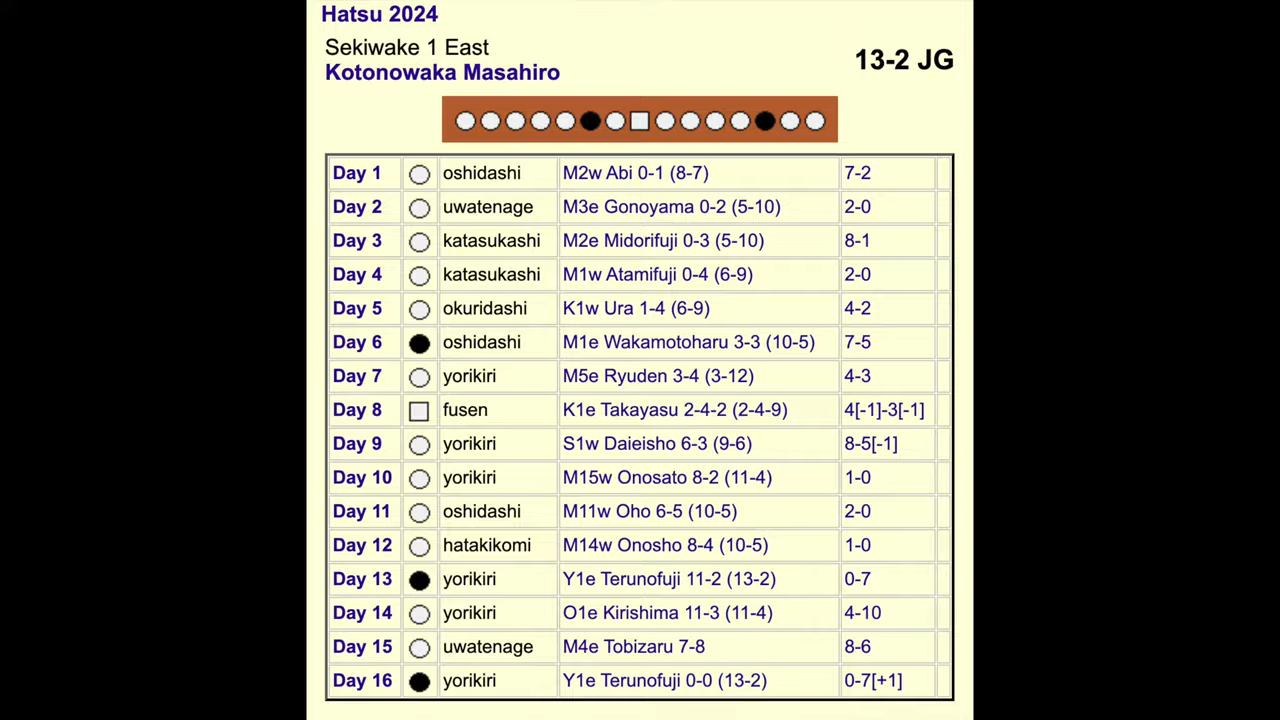 Hatsu 2024
Sekiwake 1 East
Kotonowaka Masahiro
13-2 JG
Day 1 oshidashi M2w Abi 0-1 (8-7) 7-2
Day 2 uwatenage M3e Gonoyama 0-2 (5-10) 2-0
Day 3 katasukashi M2e Midorifuji 0-3 (5-10) 8-1
Day 4 katasukashi M1w Atamifuji 0-4 (6-9) 2-0
Day 5 okuridashi K1w Ura 1-4 (6-9) 4-2
Day 6 oshidashi M1e Wakamotoharu 3-3 (10-5) 7-5
Day 7 yorikiri M5e Ryuden 3-4 (3-12) 4-3
Day 8 fusen K1e Takayasu 2-4-2 (2-4-9) 4[-1]-3[-1]
Day 9 yorikiri S1w Daieisho 6-3 (9-6) 8-5[-1]
Day 10 yorikiri M15w Onosato 8-2 (11-4) 1-0
Day 11 oshidashi M11w Oho 6-5 (10-5) 2-0
Day 12 hatakikomi M14w Onosho 8-4 (10-5) 1-0
Day 13 yorikiri Y1e Terunofuji 11-2 (13-2) 0-7
Day 14 yorikiri O1e Kirishima 11-3 (11-4) 4-10
Day 15 uwatenage M4e Tobizaru 7-8 8-6
Day 16 yorikiri Y1e Terunofuji 0-0 (13-2) 0-7[+1]